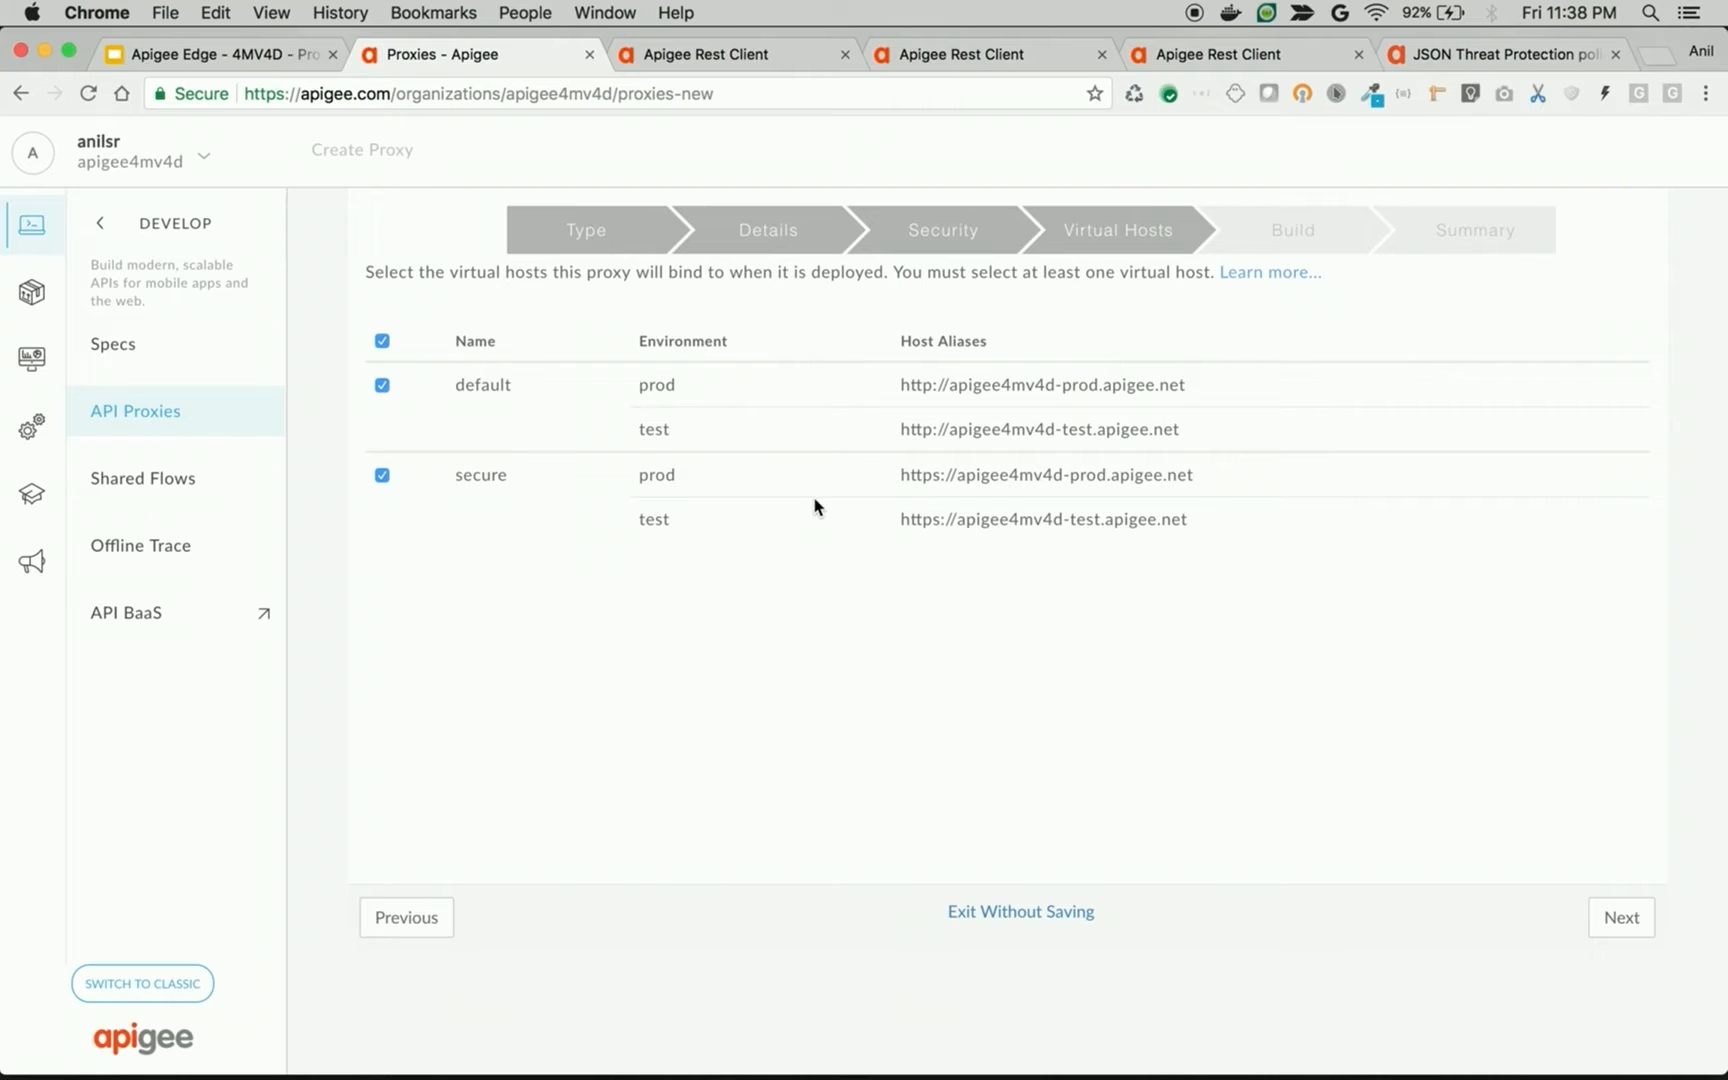 Chrome File Edit View History Bookmarks People Window Help 92% Fri 11:38 PM
Apigee Edge - 4MV4D - Pro Proxies - Apigee Apigee Rest Client Apigee Rest Client Apigee Rest Client JSON Threat Protection poli Anil
Secure https://apigee.com/organizations/apigee4mv4d/proxies-new
A anilsr
apigee4mv4d
Create Proxy
DEVELOP
Build modern, scalable
APIs for mobile apps and
the web.
Specs
API Proxies
Shared Flows
Offline Trace
API BaaS
SWITCH TO CLASSIC
apigee
Type Details Security Virtual Hosts Build Summary
Select the virtual hosts this proxy will bind to when it is deployed. You must select at least one virtual host. Learn more...
Name Environment Host Aliases
default prod http://apigee4mv4d-prod.apigee.net
test http://apigee4mv4d-test.apigee.net
secure prod https://apigee4mv4d-prod.apigee.net
test https://apigee4mv4d-test.apigee.net
Previous Exit Without Saving Next